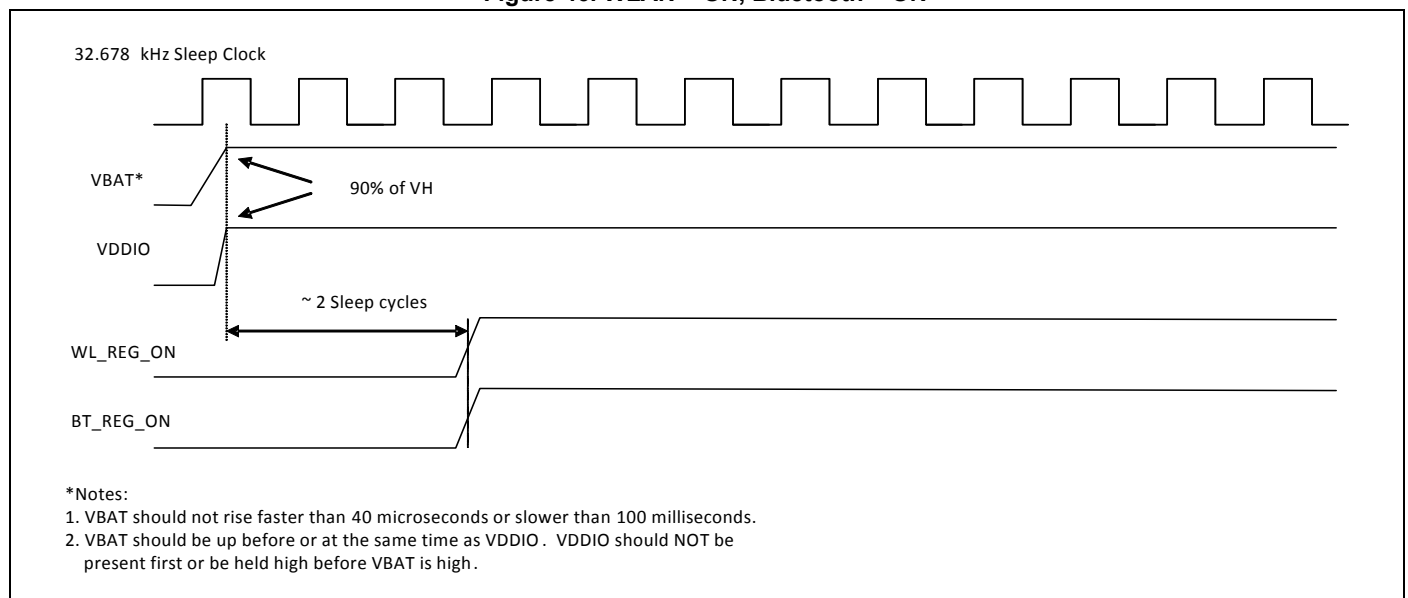 32.678 kHz Sleep Clock
VBAT*
90% of VH
VDDIO
~ 2 Sleep cycles
WL_REG_ON
BT_REG_ON
*Notes:
1. VBAT should not rise faster than 40 microseconds or slower than 100 milliseconds.
2. VBAT should be up before or at the same time as VDDIO. VDDIO should NOT be
present first or be held high before VBAT is high.